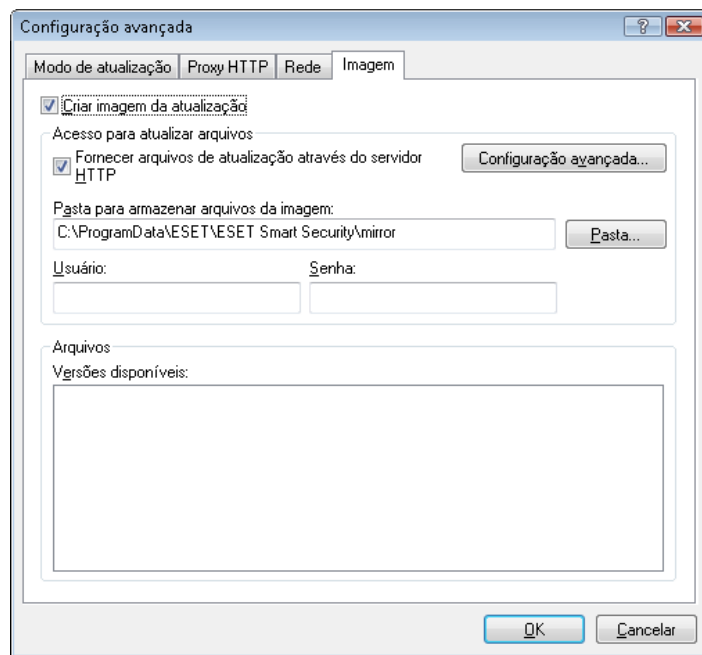 Configuração avançada
Modo de atualização Proxy HTTP Rede Imagem
Criar imagem da atualização
Acesso para atualizar arquivos
Fornecer arquivos de atualização através do servidor
HTTP
Configuração avançada...
Pasta para armazenar arquivos da imagem:
C:\ProgramData\ESET\ESET Smart Security\mirror
Pasta...
Usuário: Senha:
Arquivos
Versões disponíveis:
OK Cancelar